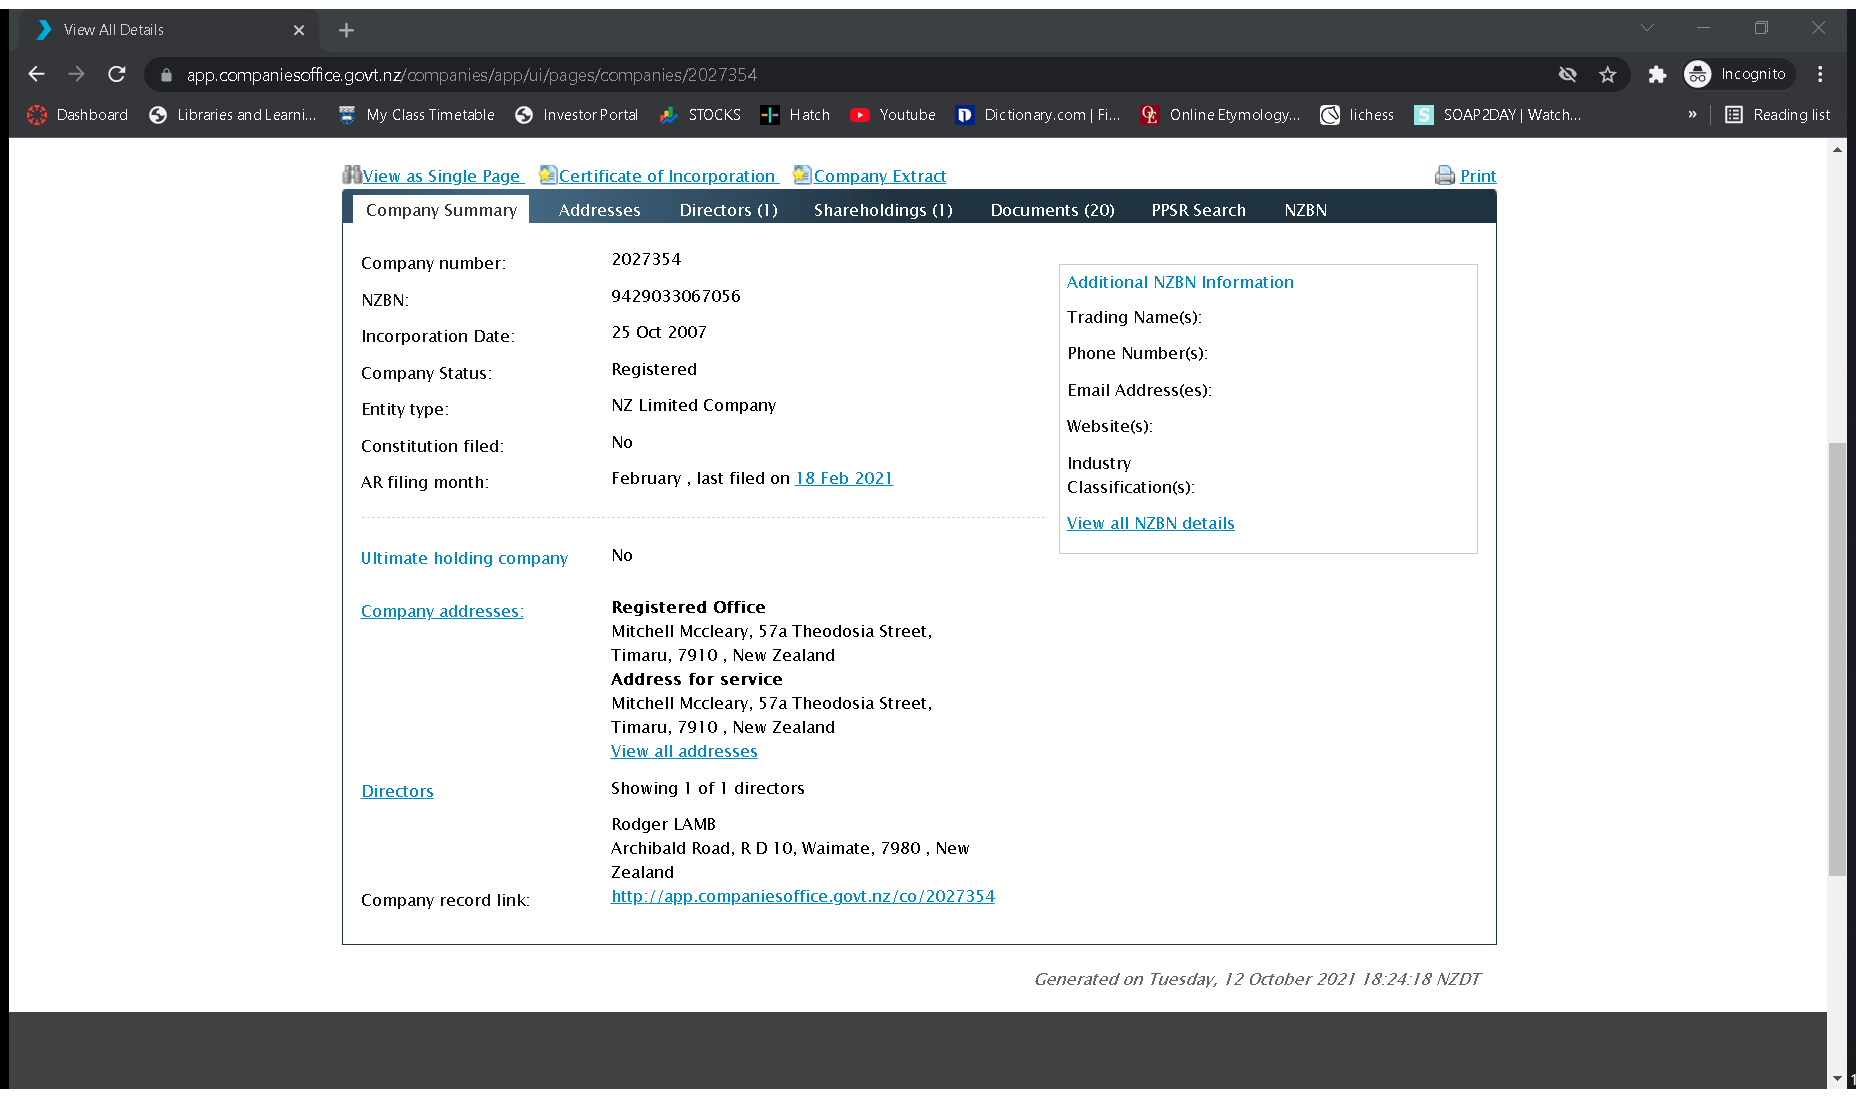 View All Details
app.companiesoffice.govt.nz/companies/app/ui/pages/companies/2027354
Incognito
Dashboard
Libraries and Learni...
My Class Timetable
Investor Portal
STOCKS
Hatch
Youtube
Dictionary.com | Fi...
Online Etymology...
lichess
SOAP2DAY | Watch...
»
Reading list
View as Single Page
Certificate of Incorporation
Company Extract
Print
Company Summary
Addresses
Directors (1)
Shareholdings (1)
Documents (20)
PPSR Search
NZBN
Company number: 2027354
NZBN: 9429033067056
Incorporation Date: 25 Oct 2007
Company Status: Registered
Entity type: NZ Limited Company
Constitution filed: No
AR filing month: February , last filed on 18 Feb 2021
Additional NZBN Information
Trading Name(s):
Phone Number(s):
Email Address(es):
Website(s):
Industry
Classification(s):
View all NZBN details
Ultimate holding company No
Company addresses: Registered Office
Mitchell Mccleary, 57a Theodosia Street,
Timaru, 7910 , New Zealand
Address for service
Mitchell Mccleary, 57a Theodosia Street,
Timaru, 7910 , New Zealand
View all addresses
Directors Showing 1 of 1 directors
Rodger LAMB
Archibald Road, R D 10, Waimate, 7980 , New
Zealand
Company record link: http://app.companiesoffice.govt.nz/co/2027354
Generated on Tuesday, 12 October 2021 18:24:18 NZDT
1